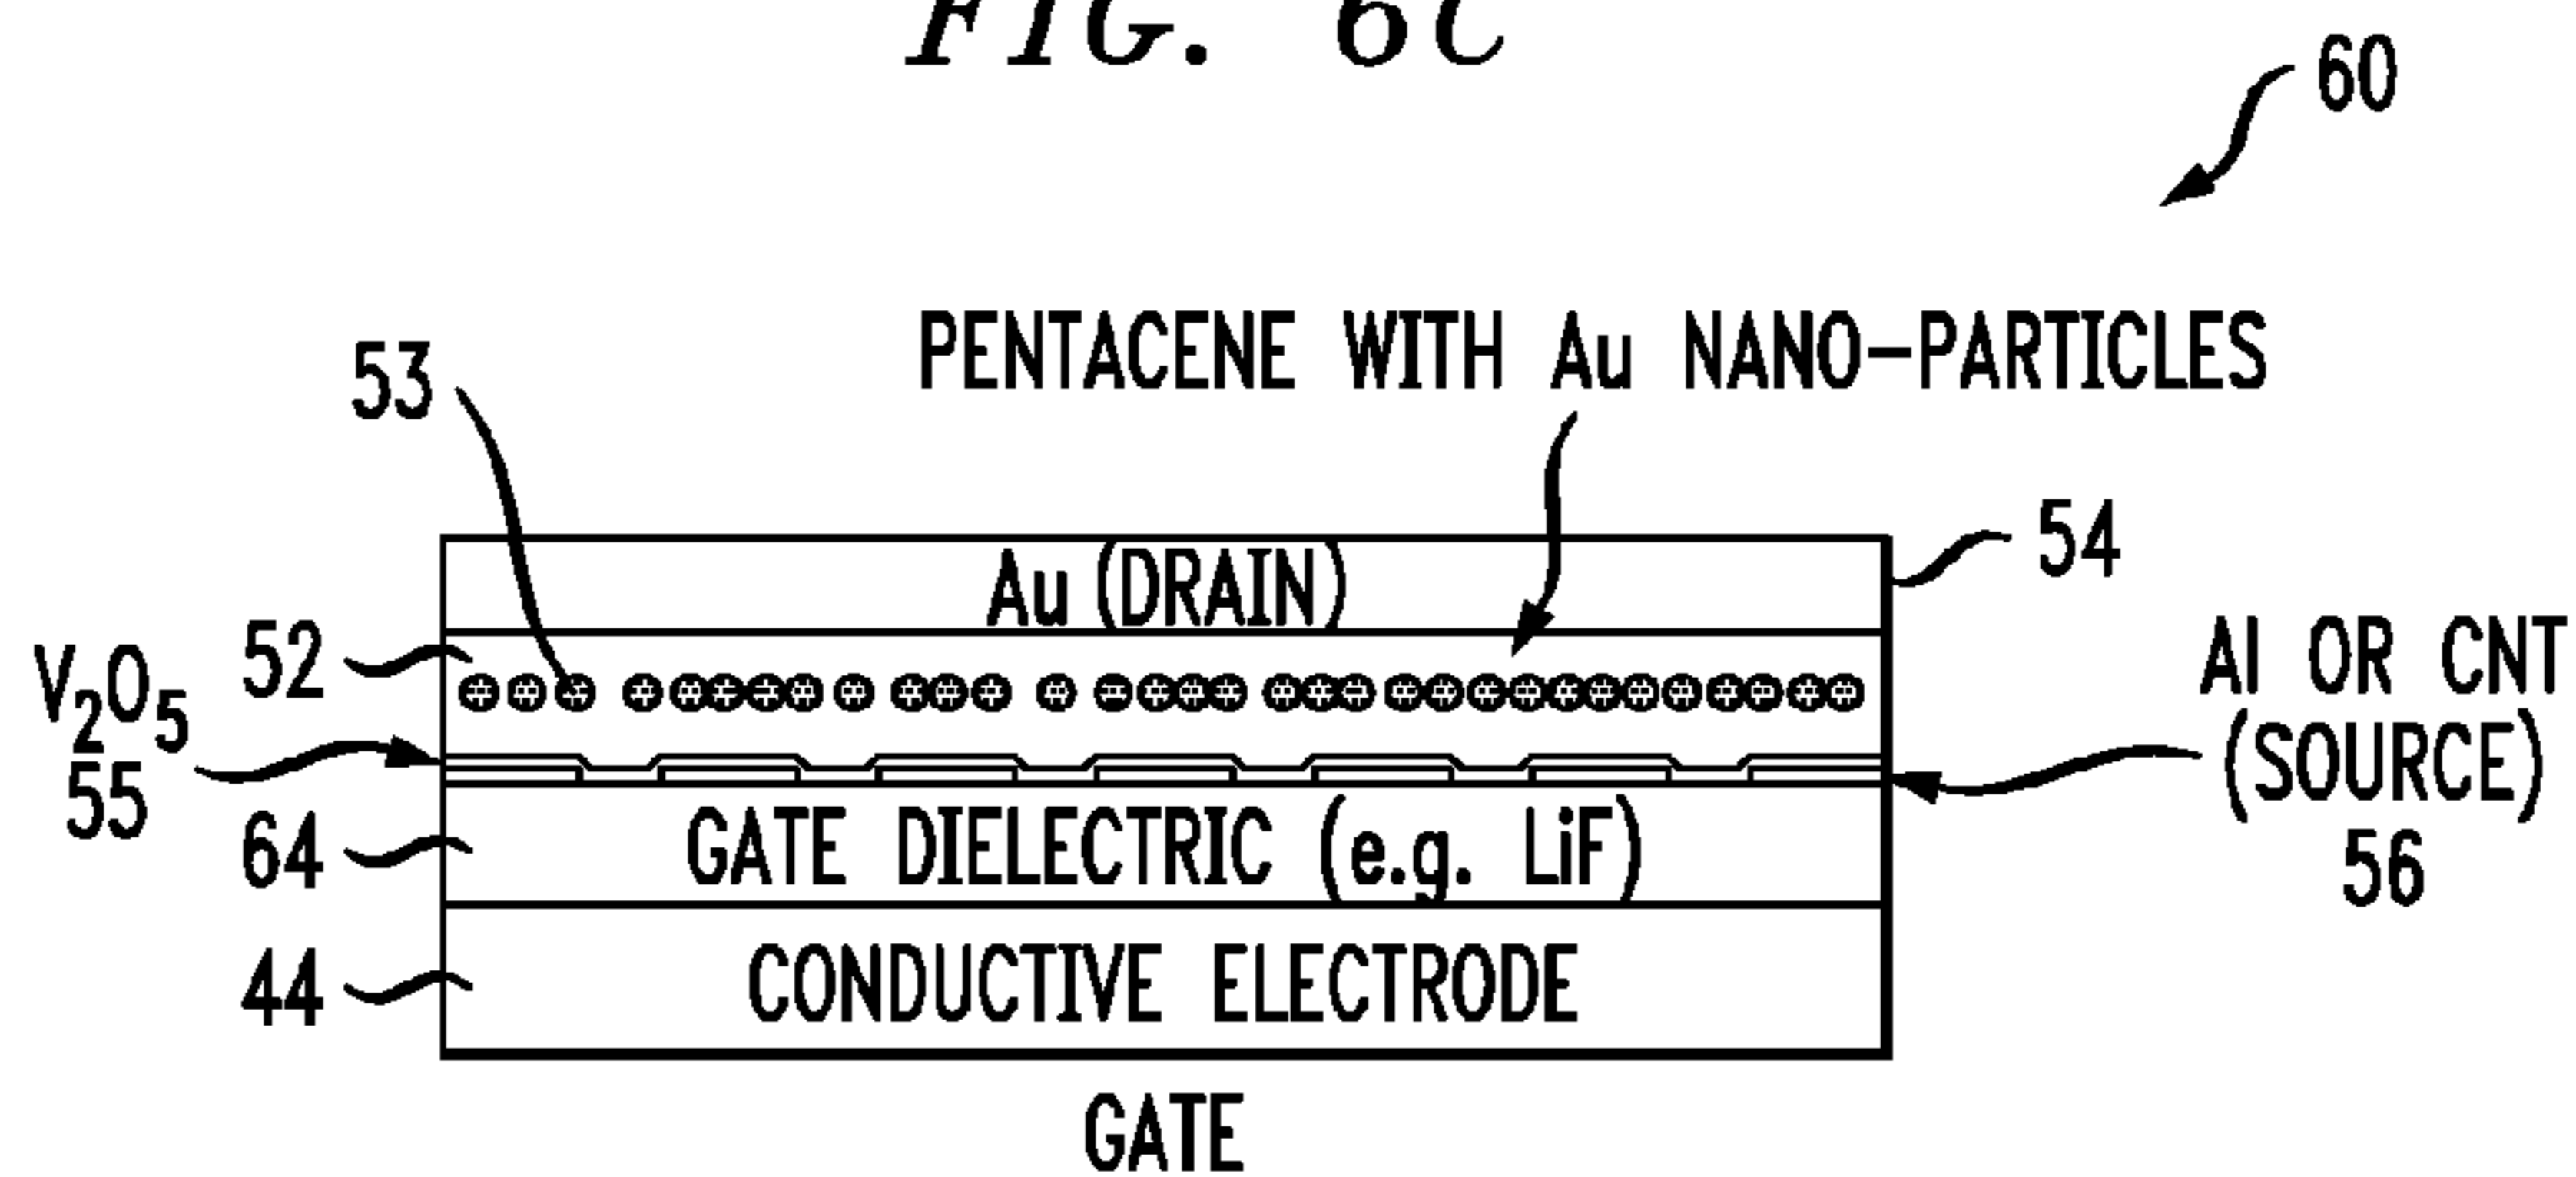 FIG. 6C
60
PENTACENE WITH Au NANO-PARTICLES
53
Au (DRAIN)
54
52
V2O5
55
Al OR CNT
(SOURCE)
56
64
GATE DIELECTRIC (e.g. LiF)
44
CONDUCTIVE ELECTRODE
GATE